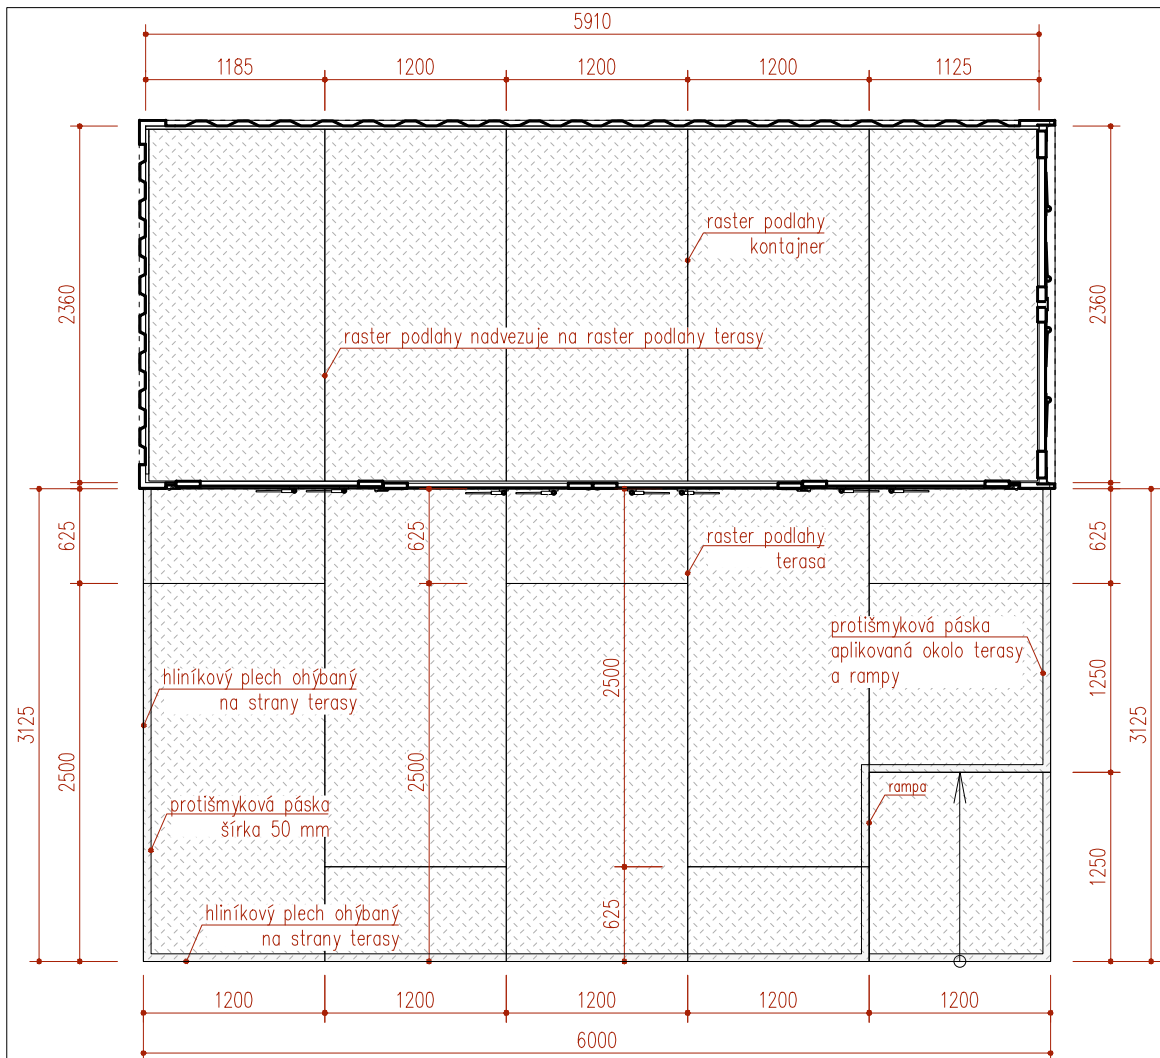 5910
1185 1200 1200 1200 1125
raster podlahy
kontajner
2360
2360
raster podlahy nadvezuje na raster podlahy terasy
625
625
625
raster podlahy
terasa
protišmyková páska
aplikovaná okolo terasy
a rampy
hliníkový plech ohýbaný
na strany terasy
2500
1250
3125
2500
2500
3125
rampa
protišmyková páska
šírka 50 mm
1250
hliníkový plech ohýbaný
na strany terasy
625
1200 1200 1200 1200 1200
6000